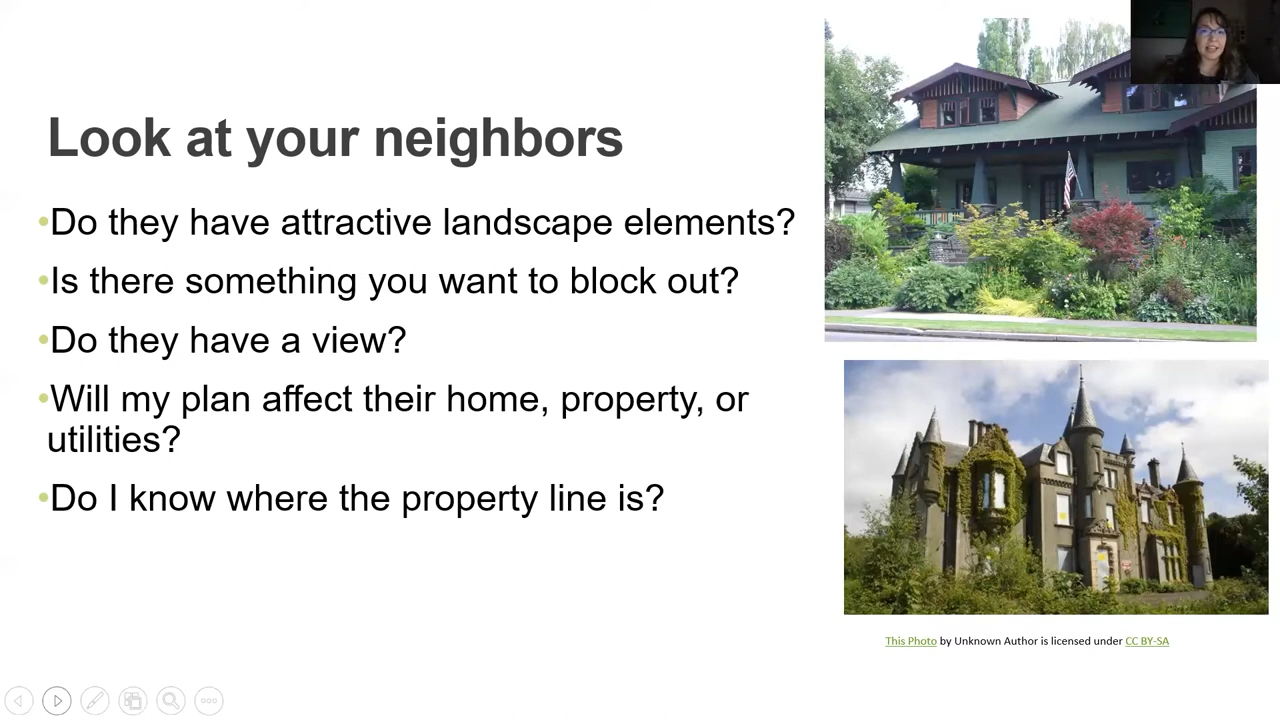 Look at your neighbors
•Do they have attractive landscape elements?
•Is there something you want to block out?
•Do they have a view?
•Will my plan affect their home, property, or
utilities?
•Do I know where the property line is?
This Photo by Unknown Author is licensed under CC BY-SA